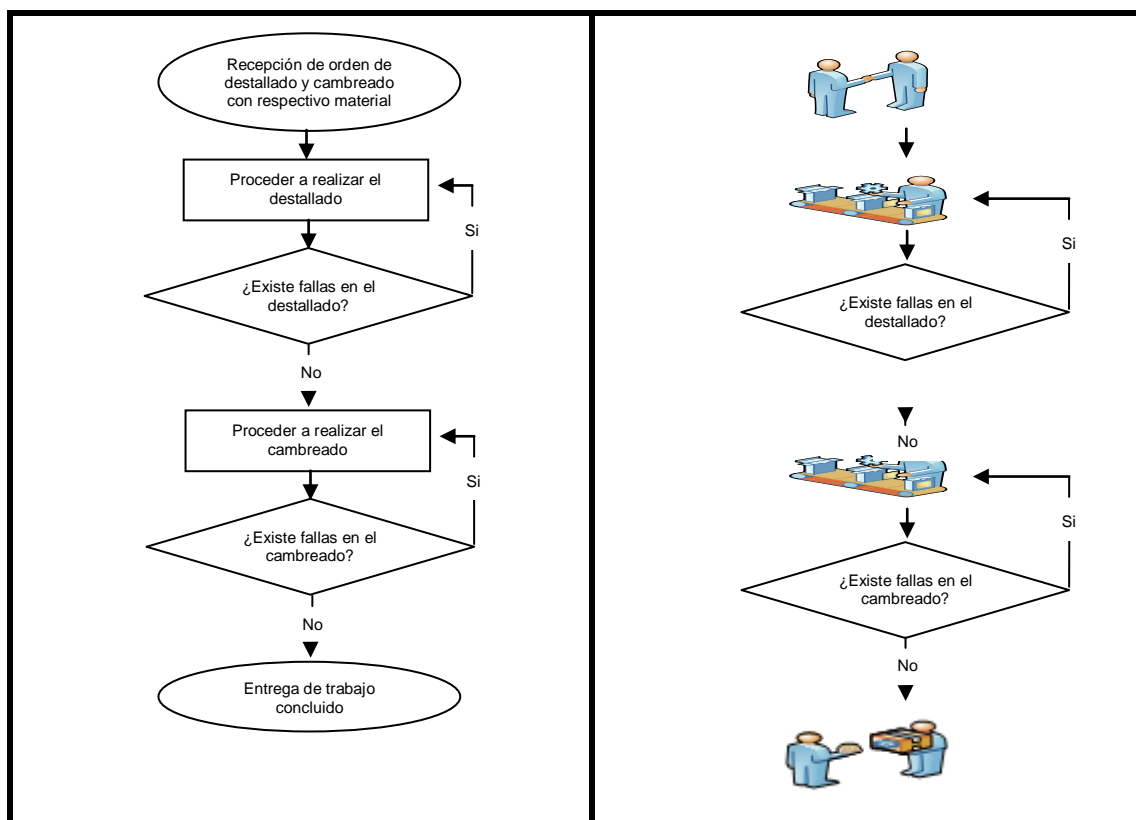 Recepción de orden de
destallado y cambreado
con respectivo material
Proceder a realizar el
destallado
Si
¿Existe fallas en el
destallado?
No
Proceder a realizar el
cambreado
Si
¿Existe fallas en el
cambreado?
No
Entrega de trabajo
concluido
Si
¿Existe fallas en el
destallado?
No
Si
¿Existe fallas en el
cambreado?
No